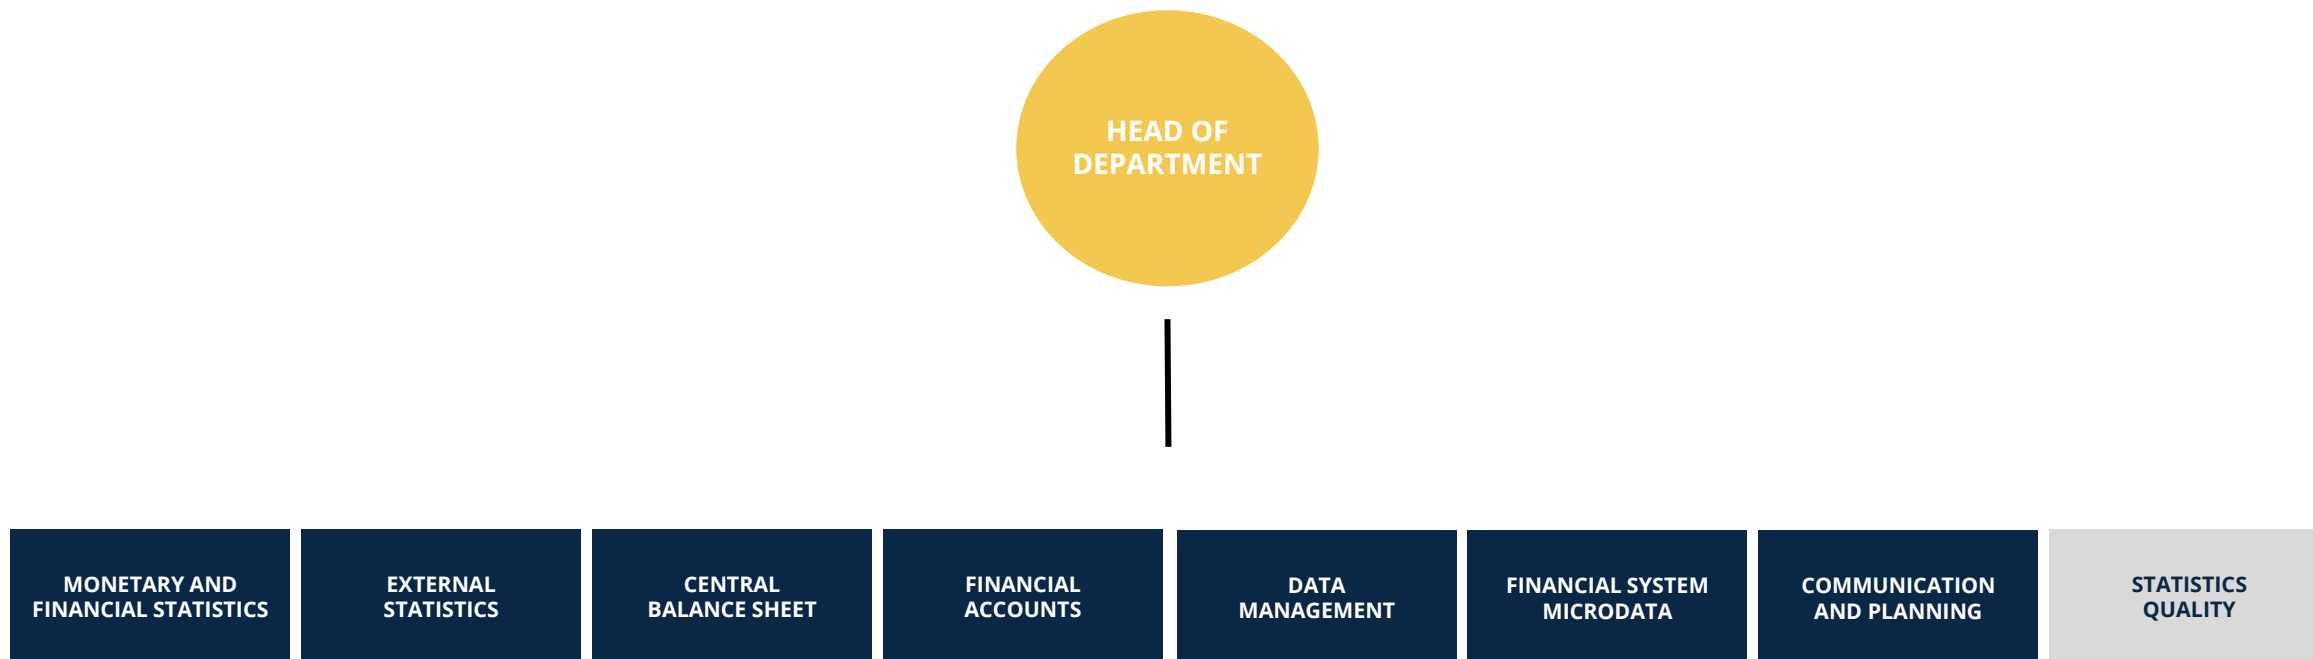 HEAD OF
DEPARTMENT
MONETARY AND
FINANCIAL STATISTICS
EXTERNAL
STATISTICS
CENTRAL
BALANCE SHEET
FINANCIAL
ACCOUNTS
DATA
MANAGEMENT
FINANCIAL SYSTEM
MICRODATA
COMMUNICATION
AND PLANNING
STATISTICS
QUALITY